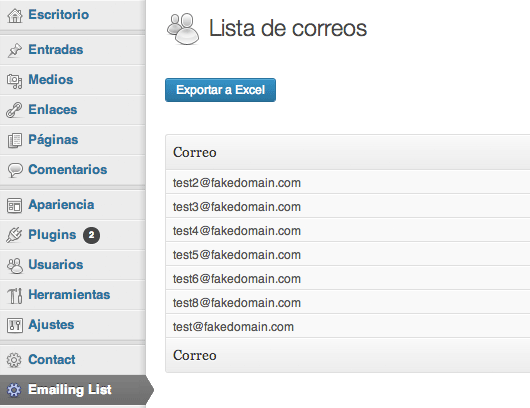 Escritorio
Entradas
Medios
Enlaces
Páginas
Comentarios
Apariencia
Plugins 2
Usuarios
Herramientas
Ajustes
Contact
Emailing List
Lista de correos
Exportar a Excel
Correo
test2@fakedomain.com
test3@fakedomain.com
test4@fakedomain.com
test5@fakedomain.com
test6@fakedomain.com
test8@fakedomain.com
test@fakedomain.com
Correo